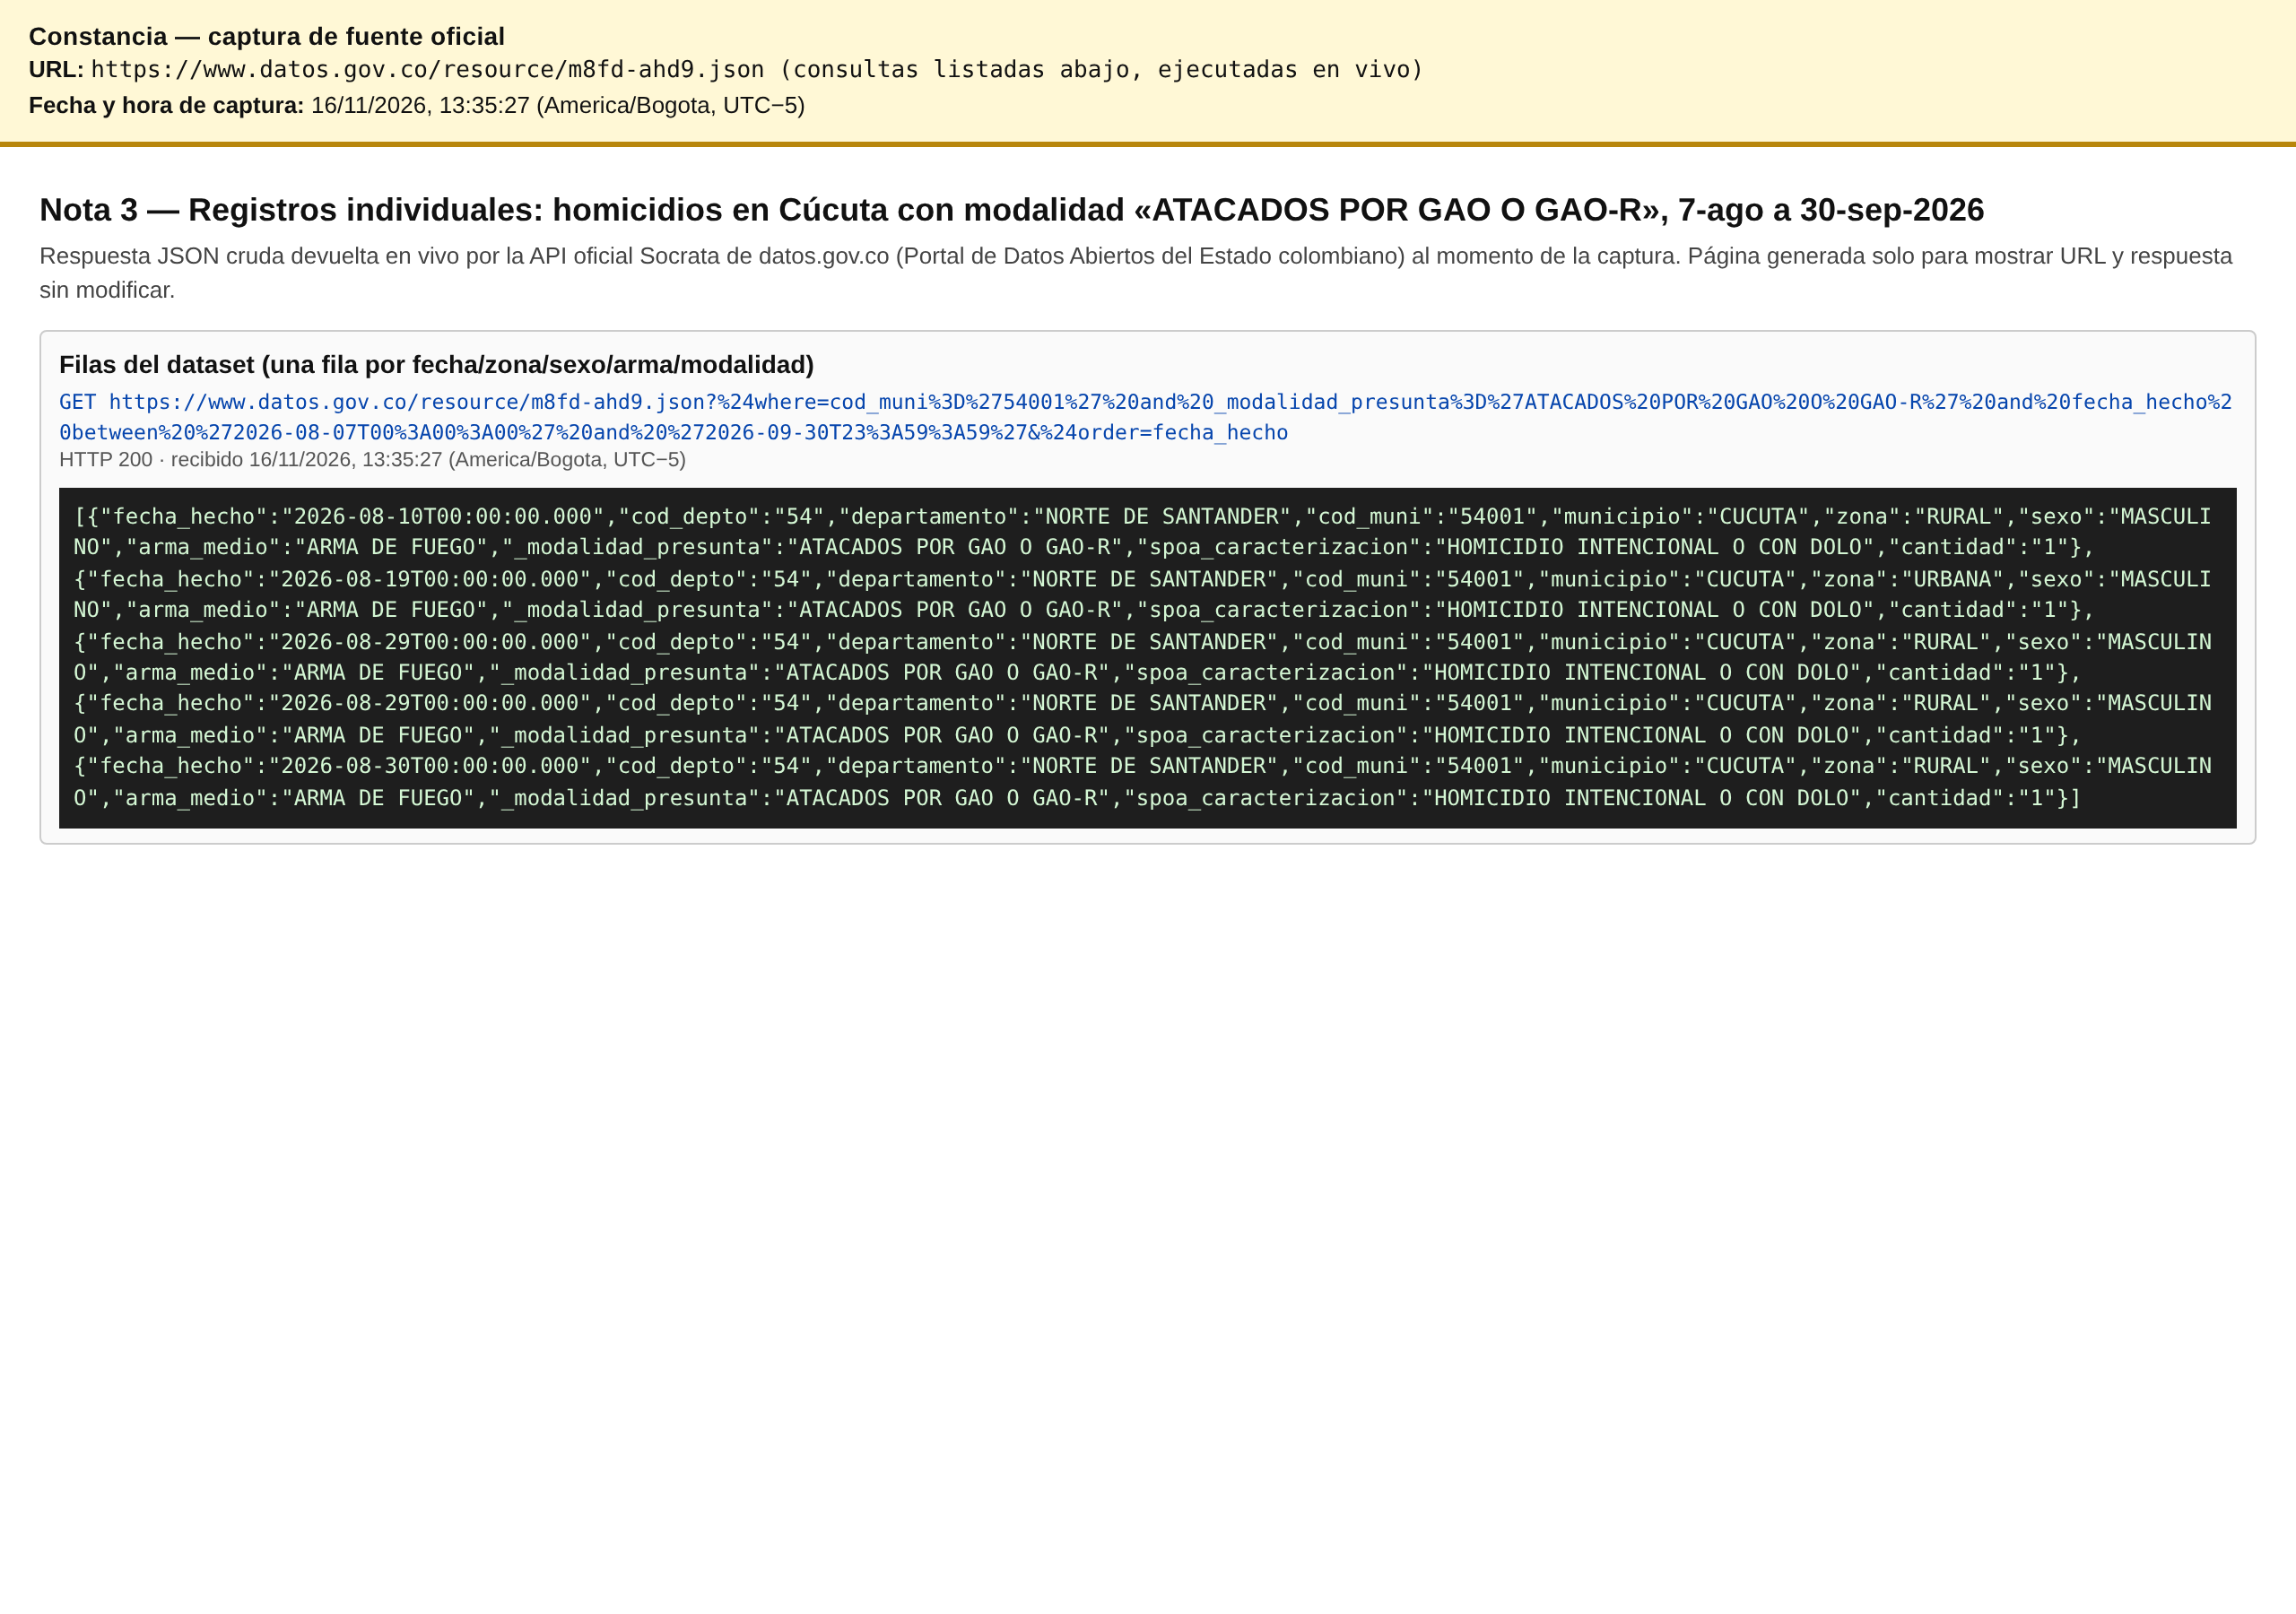 Constancia — captura de fuente oficial
URL: https://www.datos.gov.co/resource/m8fd-ahd9.json (consultas listadas abajo, ejecutadas en vivo)
Fecha y hora de captura: 16/11/2026, 13:35:27 (America/Bogota, UTC−5)
Nota 3 — Registros individuales: homicidios en Cúcuta con modalidad «ATACADOS POR GAO O GAO-R», 7-ago a 30-sep-2026
Respuesta JSON cruda devuelta en vivo por la API oficial Socrata de datos.gov.co (Portal de Datos Abiertos del Estado colombiano) al momento de la captura. Página generada solo para mostrar URL y respuesta
sin modificar.
Filas del dataset (una fila por fecha/zona/sexo/arma/modalidad)
GET https://www.datos.gov.co/resource/m8fd-ahd9.json?%24where=cod_muni%3D%2754001%27%20and%20_modalidad_presunta%3D%27ATACADOS%20POR%20GAO%20O%20GAO-R%27%20and%20fecha_hecho%2
0between%20%272026-08-07T00%3A00%3A00%27%20and%20%272026-09-30T23%3A59%3A59%27&%24order=fecha_hecho
HTTP 200 · recibido 16/11/2026, 13:35:27 (America/Bogota, UTC−5)
[{"fecha_hecho":"2026-08-10T00:00:00.000","cod_depto":"54","departamento":"NORTE DE SANTANDER","cod_muni":"54001","municipio":"CUCUTA","zona":"RURAL","sexo":"MASCULI
NO","arma_medio":"ARMA DE FUEGO","_modalidad_presunta":"ATACADOS POR GAO O GAO-R","spoa_caracterizacion":"HOMICIDIO INTENCIONAL O CON DOLO","cantidad":"1"},
{"fecha_hecho":"2026-08-19T00:00:00.000","cod_depto":"54","departamento":"NORTE DE SANTANDER","cod_muni":"54001","municipio":"CUCUTA","zona":"URBANA","sexo":"MASCULI
NO","arma_medio":"ARMA DE FUEGO","_modalidad_presunta":"ATACADOS POR GAO O GAO-R","spoa_caracterizacion":"HOMICIDIO INTENCIONAL O CON DOLO","cantidad":"1"},
{"fecha_hecho":"2026-08-29T00:00:00.000","cod_depto":"54","departamento":"NORTE DE SANTANDER","cod_muni":"54001","municipio":"CUCUTA","zona":"RURAL","sexo":"MASCULIN
O","arma_medio":"ARMA DE FUEGO","_modalidad_presunta":"ATACADOS POR GAO O GAO-R","spoa_caracterizacion":"HOMICIDIO INTENCIONAL O CON DOLO","cantidad":"1"},
{"fecha_hecho":"2026-08-29T00:00:00.000","cod_depto":"54","departamento":"NORTE DE SANTANDER","cod_muni":"54001","municipio":"CUCUTA","zona":"RURAL","sexo":"MASCULIN
O","arma_medio":"ARMA DE FUEGO","_modalidad_presunta":"ATACADOS POR GAO O GAO-R","spoa_caracterizacion":"HOMICIDIO INTENCIONAL O CON DOLO","cantidad":"1"},
{"fecha_hecho":"2026-08-30T00:00:00.000","cod_depto":"54","departamento":"NORTE DE SANTANDER","cod_muni":"54001","municipio":"CUCUTA","zona":"RURAL","sexo":"MASCULIN
O","arma_medio":"ARMA DE FUEGO","_modalidad_presunta":"ATACADOS POR GAO O GAO-R","spoa_caracterizacion":"HOMICIDIO INTENCIONAL O CON DOLO","cantidad":"1"}]